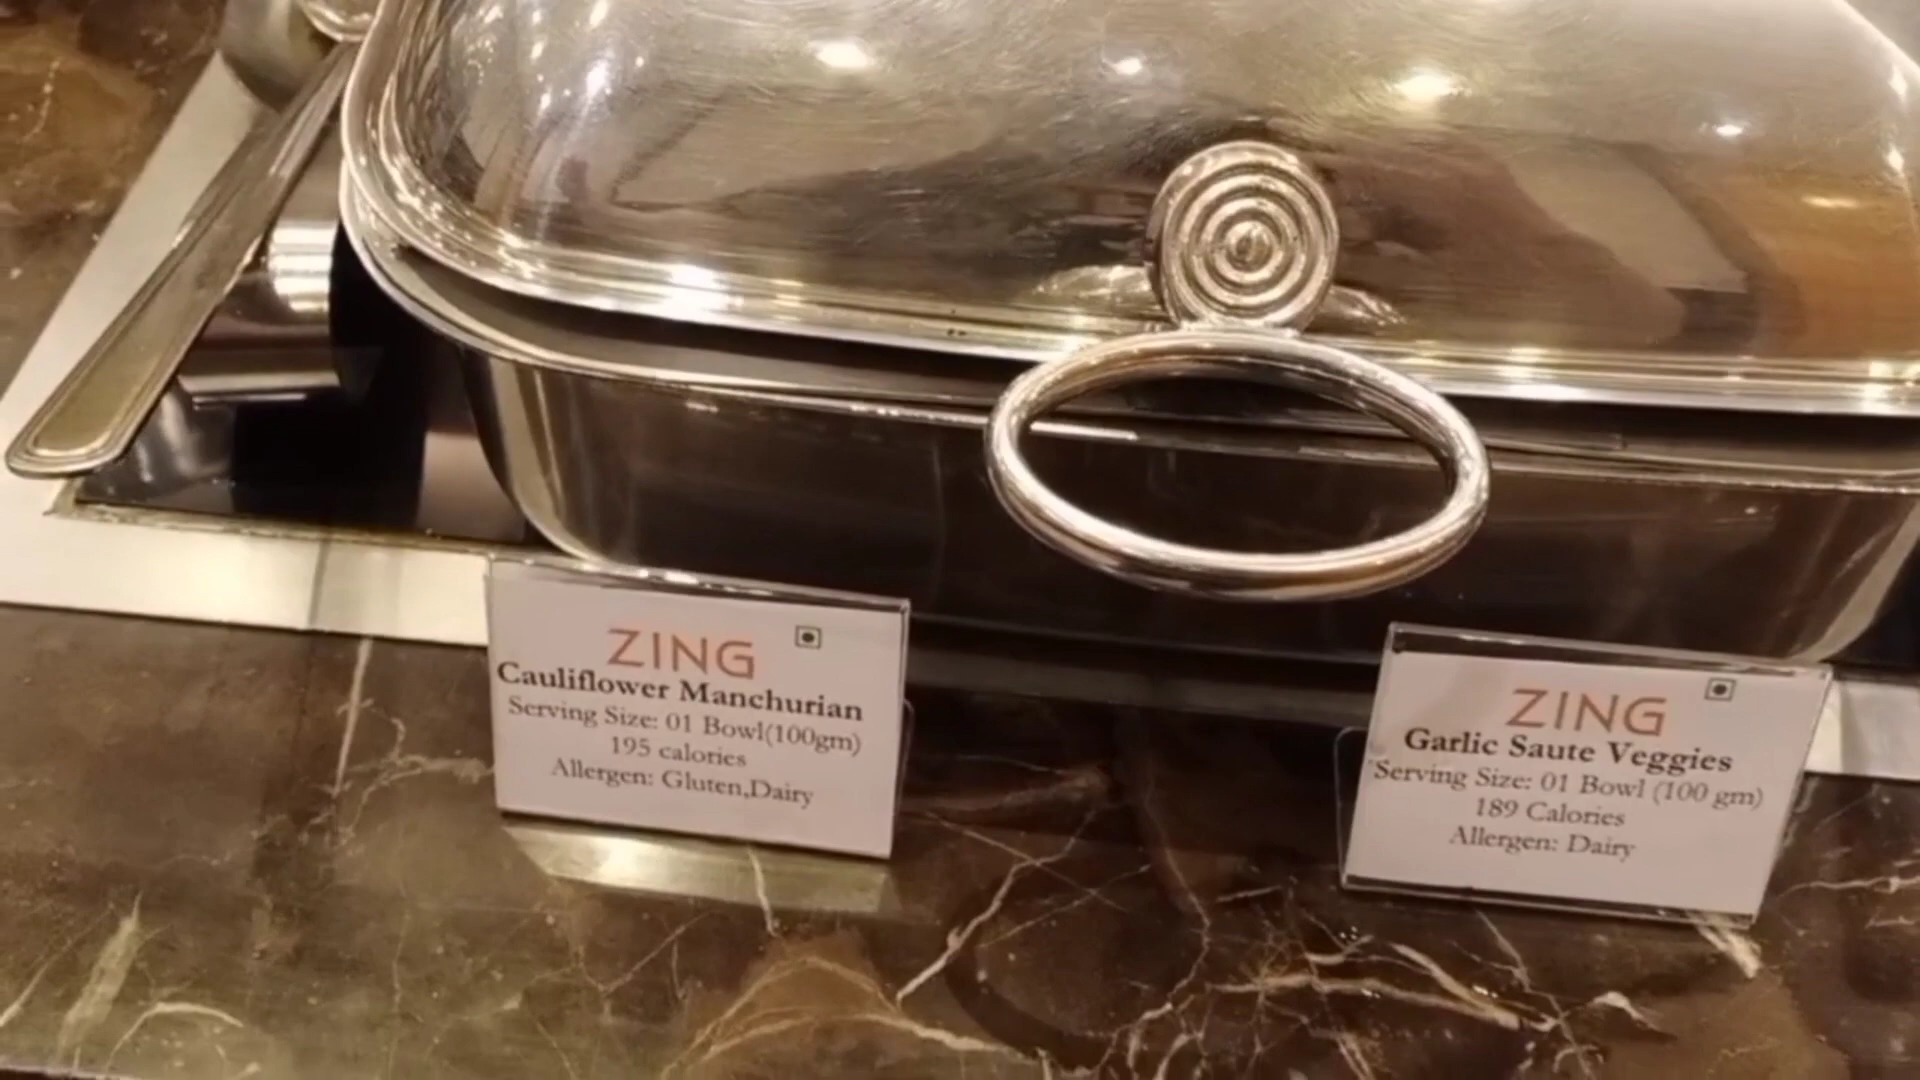 ZING
Cauliflower Manchurian
Serving Size: 01 Bowl(100gm)
195 calories
Allergen: Gluten,Dairy
ZING
Garlic Saute Veggies
Serving Size: 01 Bowl (100 gm)
189 Calories
Allergen: Dairy